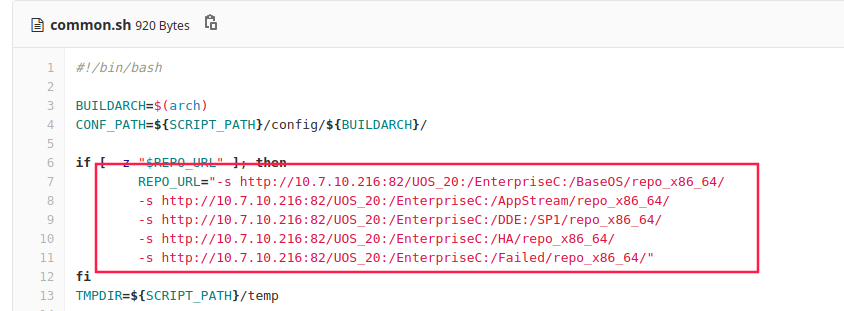 common.sh 920 Bytes
1 #!/bin/bash
2
3 BUILDARCH=$(arch)
4 CONF_PATH=${SCRIPT_PATH}/config/${BUILDARCH}/
5
6 if [ -z "$REPO_URL" ]; then
7 REPO_URL="-s http://10.7.10.216:82/UOS_20:/EnterpriseC:/BaseOS/repo_x86_64/
8 -s http://10.7.10.216:82/UOS_20:/EnterpriseC:/AppStream/repo_x86_64/
9 -s http://10.7.10.216:82/UOS_20:/EnterpriseC:/DDE:/SP1/repo_x86_64/
10 -s http://10.7.10.216:82/UOS_20:/EnterpriseC:/HA/repo_x86_64/
11 -s http://10.7.10.216:82/UOS_20:/EnterpriseC:/Failed/repo_x86_64/"
12 fi
13 TMPDIR=${SCRIPT_PATH}/temp